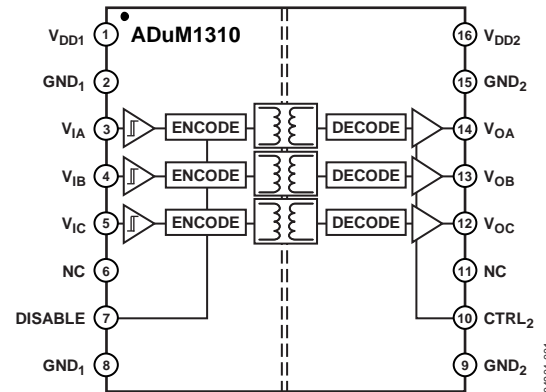 ADuM1310
VDD1 1
16 VDD2
GND1 2
15 GND2
VIA 3 ENCODE DECODE 14 VOA
VIB 4 ENCODE DECODE 13 VOB
VIC 5 ENCODE DECODE 12 VOC
NC 6
11 NC
DISABLE 7
10 CTRL2
GND1 8
9 GND2